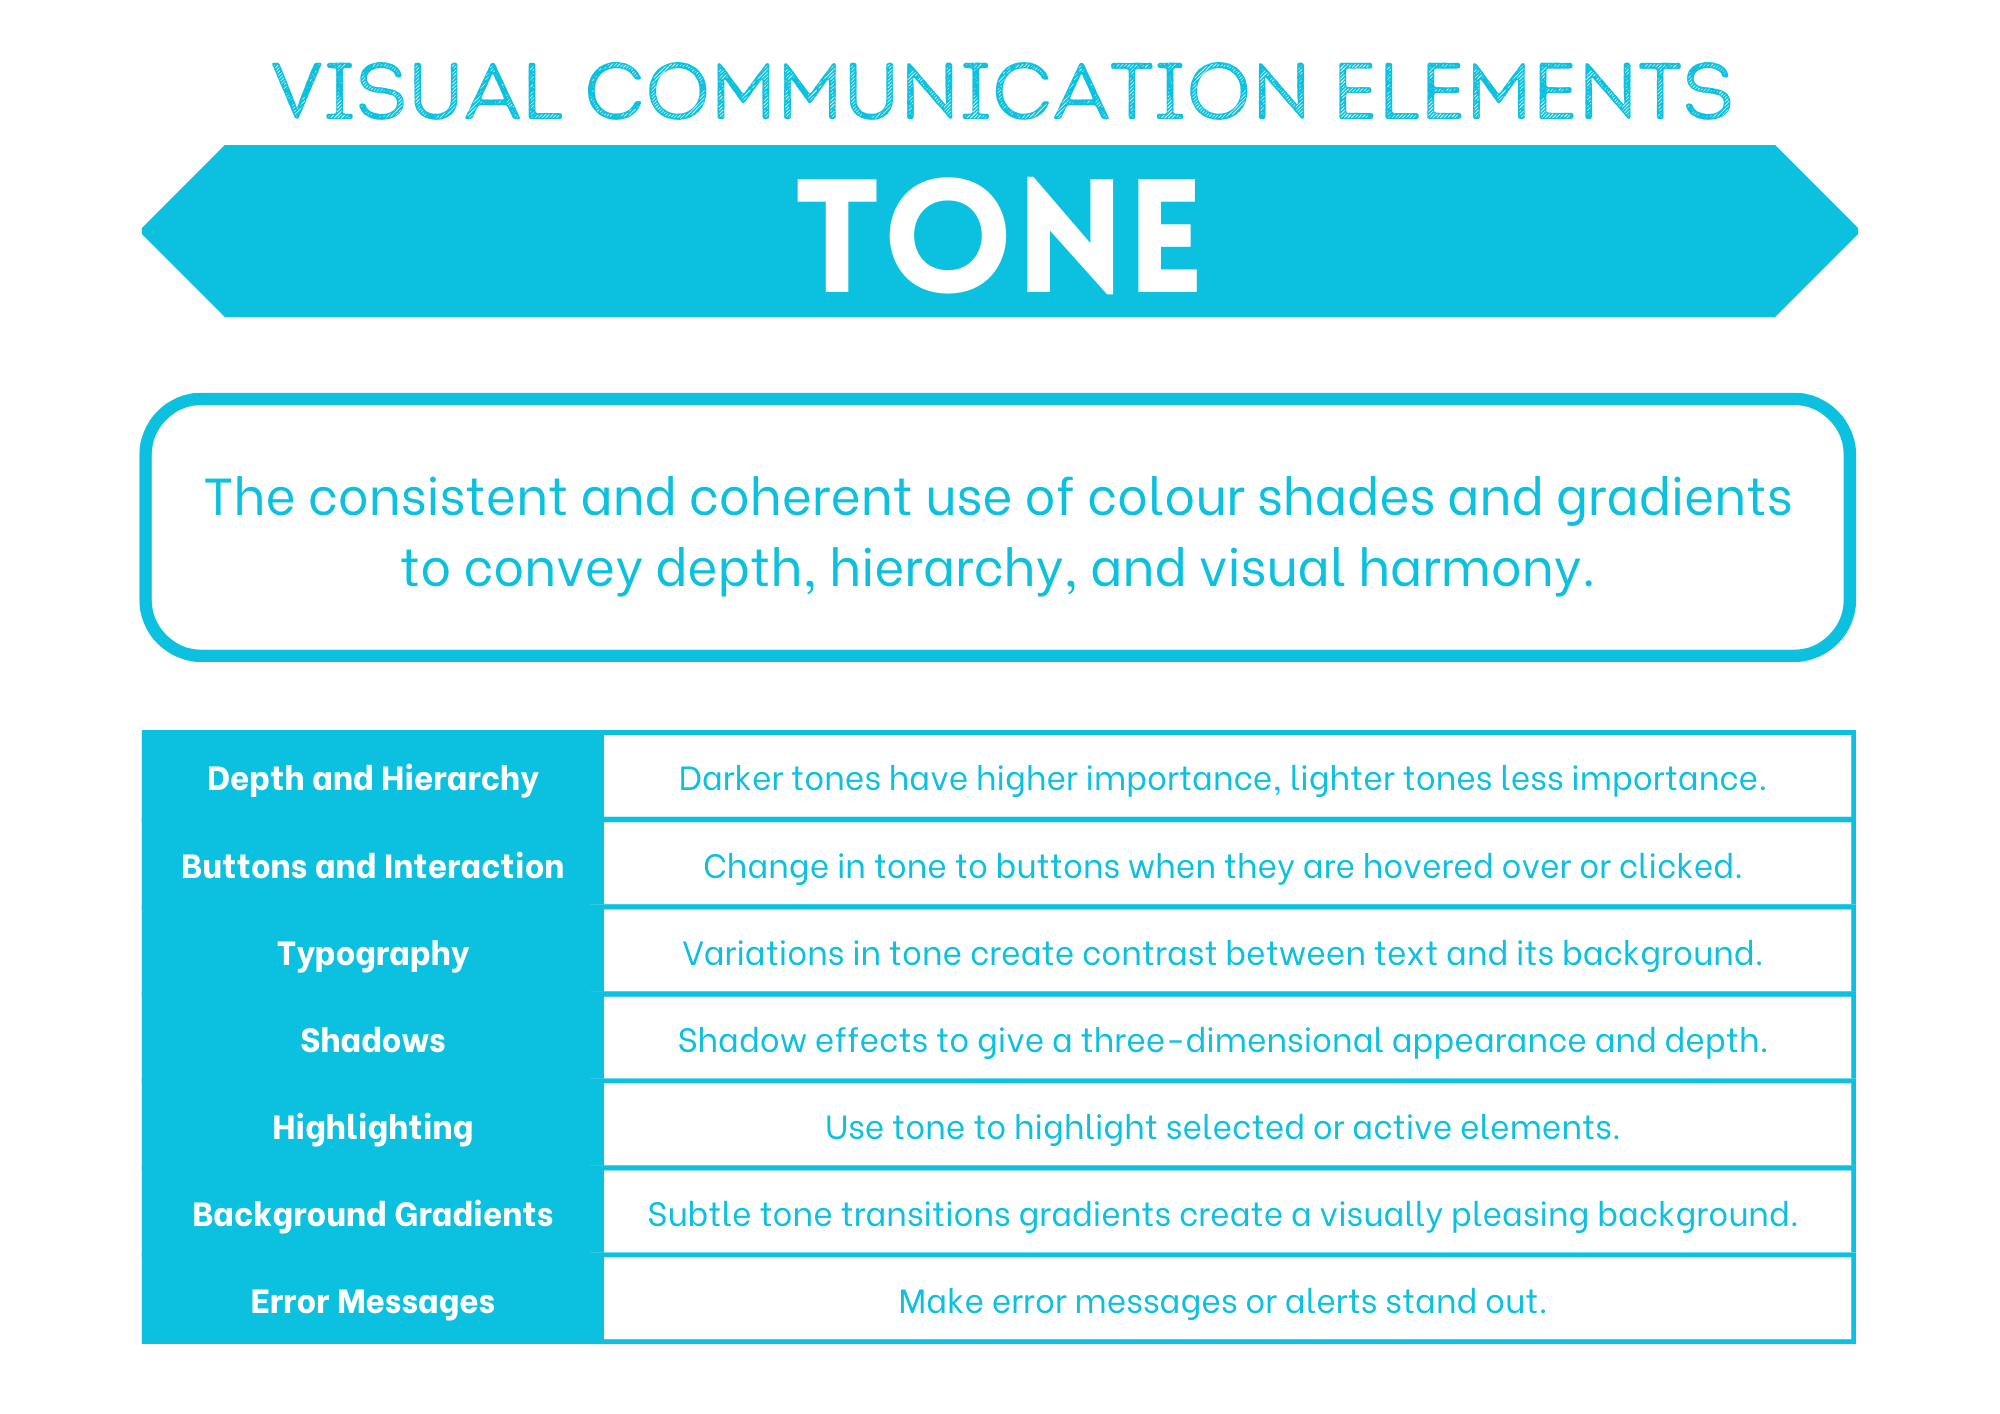 VISUAL COMMUNICATION ELEMENTS
TONE
The consistent and coherent use of colour shades and gradients
to convey depth, hierarchy, and visual harmony.
Depth and Hierarchy
Darker tones have higher importance, lighter tones less importance.
Buttons and Interaction
Change in tone to buttons when they are hovered over or clicked.
Typography
Variations in tone create contrast between text and its background.
Shadows
Shadow effects to give a three-dimensional appearance and depth.
Highlighting
Use tone to highlight selected or active elements.
Background Gradients
Subtle tone transitions gradients create a visually pleasing background.
Error Messages
Make error messages or alerts stand out.